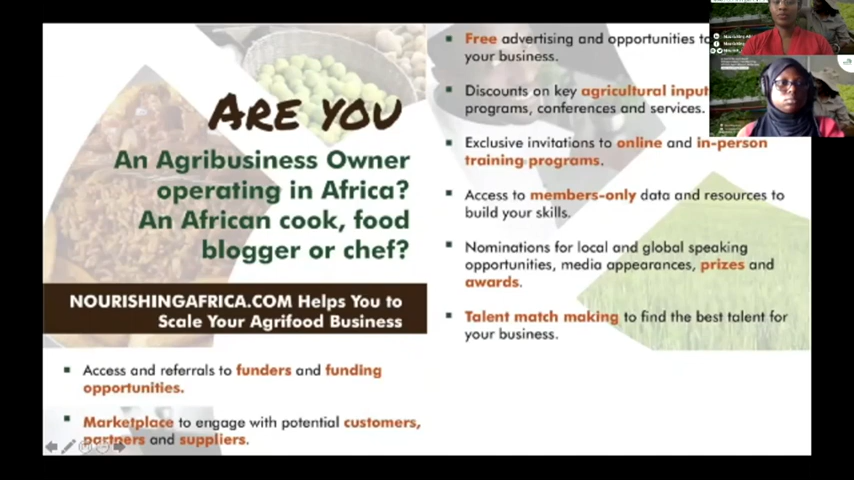 ARE YOU
An Agribusiness Owner
operating in Africa?
An African cook, food
blogger or chef?
NOURISHINGAFRICA.COM Helps You to
Scale Your Agrifood Business
Access and referrals to funders and funding
opportunities.
Marketplace to engage with potential customers,
partners and suppliers.
Free advertising and opportunities to
your business.
Discounts on key agricultural input
programs, conferences and services.
Exclusive invitations to online and in-person
training programs.
Access to members-only data and resources to
build your skills.
Nominations for local and global speaking
opportunities, media appearances, prizes and
awards.
Talent match making to find the best talent for
your business.